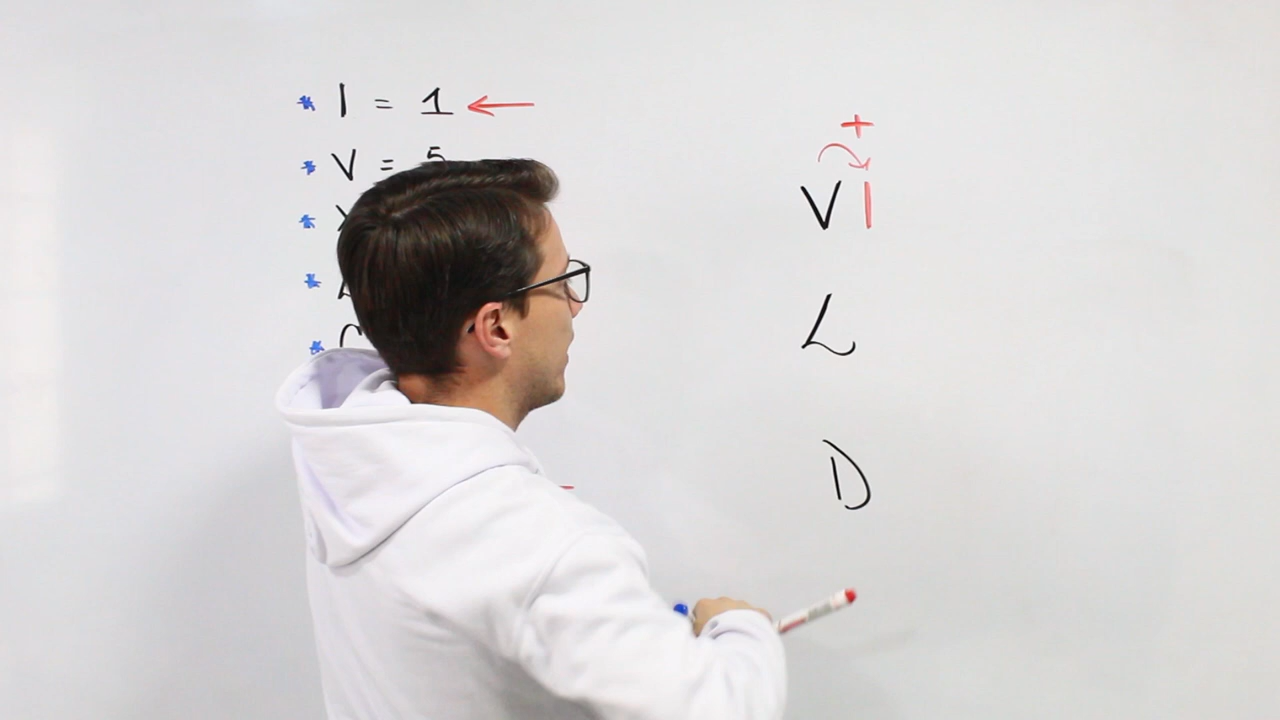 * I = 1 ←
* V = 5
*
*
*
+
VI
L
D